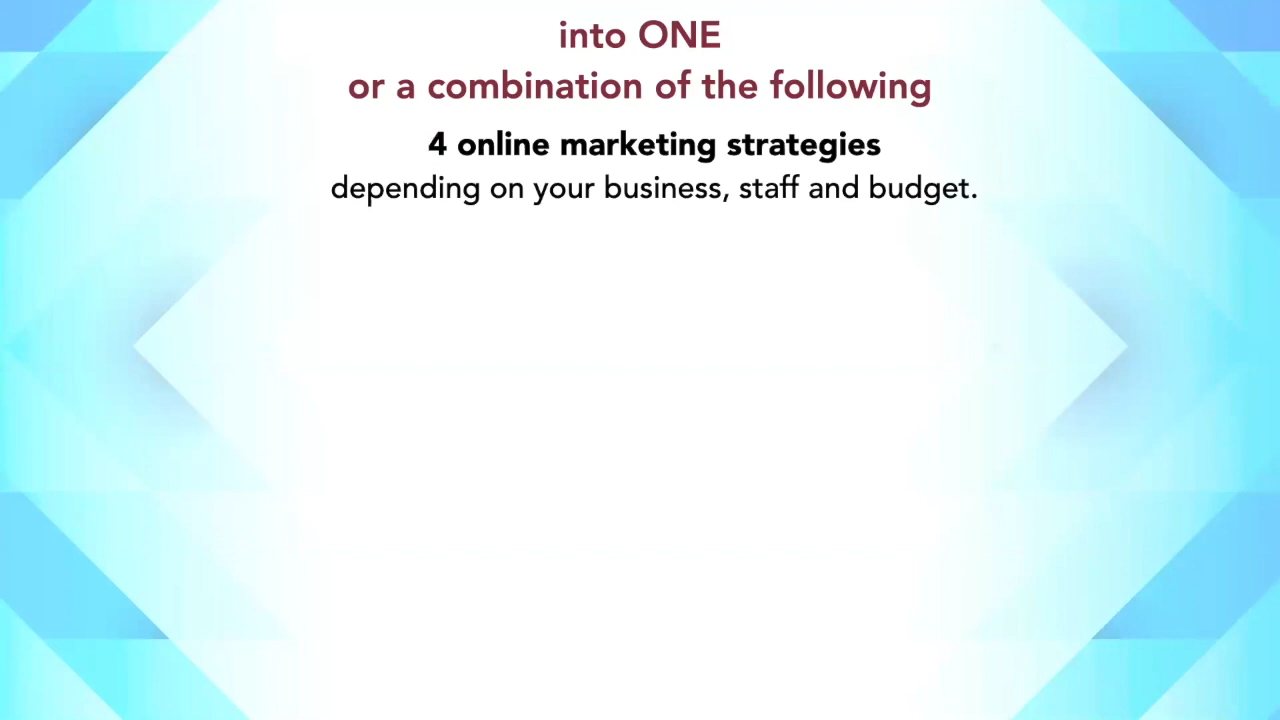 into ONE
or a combination of the following
4 online marketing strategies
depending on your business, staff and budget.